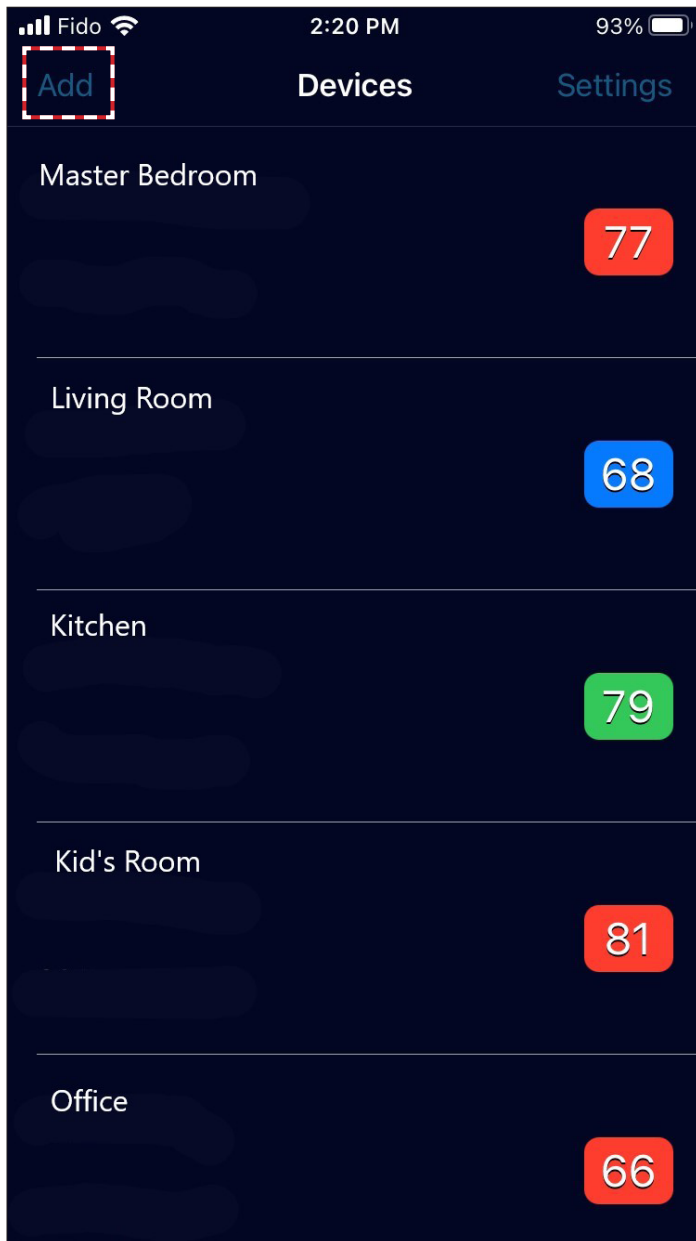 Fido 2:20 PM 93%
Add Devices Settings
Master Bedroom
77
Living Room
68
Kitchen
79
Kid's Room
81
Office
66